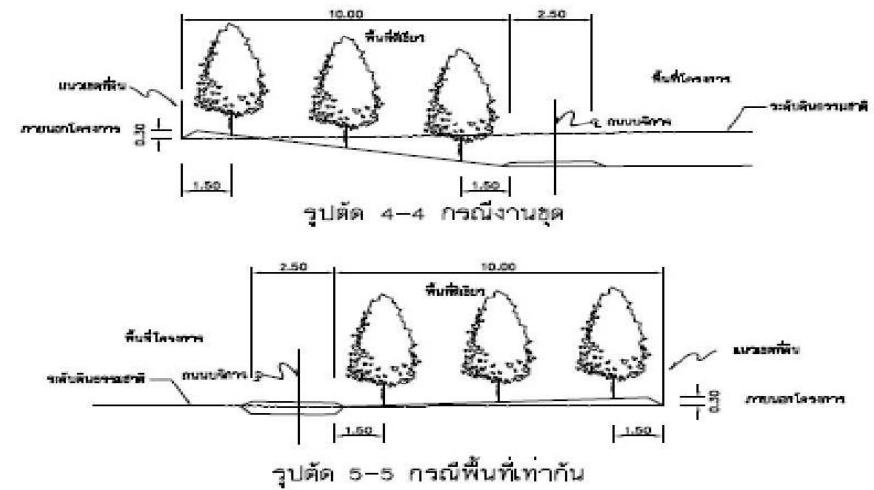 10.00 2.50
พื้นที่สีเขียว
แนวเขตที่ดิน
พื้นที่โครงการ
ระดับดินธรรมชาติ
ภายนอกโครงการ
0.30
ถนนบริการ
1.50 1.50
รูปตัด 4-4 กรณีงานขุด
2.50 10.00
พื้นที่สีเขียว
พื้นที่โครงการ
แนวเขตที่ดิน
ระดับดินธรรมชาติ
ถนนบริการ
0.30
ภายนอกโครงการ
1.50 1.50
รูปตัด 5-5 กรณีพื้นที่เท่ากัน